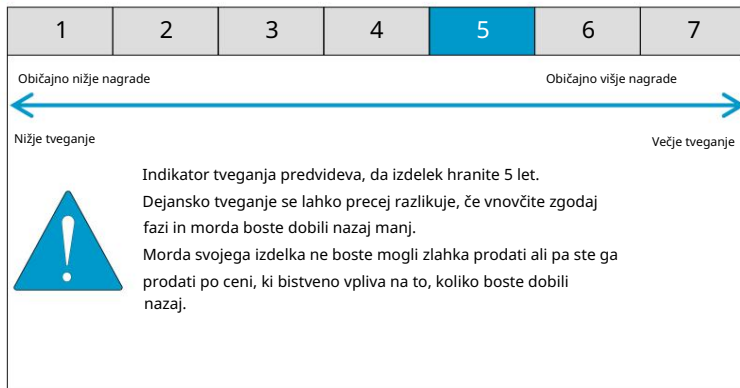 1 2 3 4 5 6 7
Običajno nižje nagrade Običajno višje nagrade
Nižje tveganje Večje tveganje
Indikator tveganja predvideva, da izdelek hranite 5 let.
Dejansko tveganje se lahko precej razlikuje, če vnovčite zgodaj
fazi in morda boste dobili nazaj manj.
Morda svojega izdelka ne boste mogli zlahka prodati ali pa ste ga
prodati po ceni, ki bistveno vpliva na to, koliko boste dobili
nazaj.